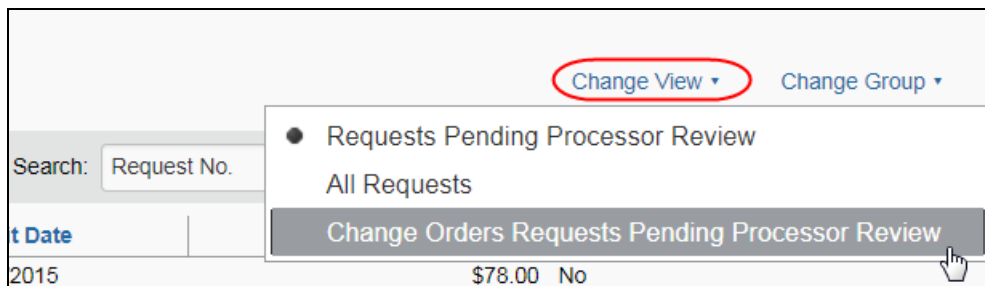 Change View ▾ Change Group ▾
Requests Pending Processor Review
Search: Request No.
All Requests
t Date
Change Orders Requests Pending Processor Review
2015 $78.00 No